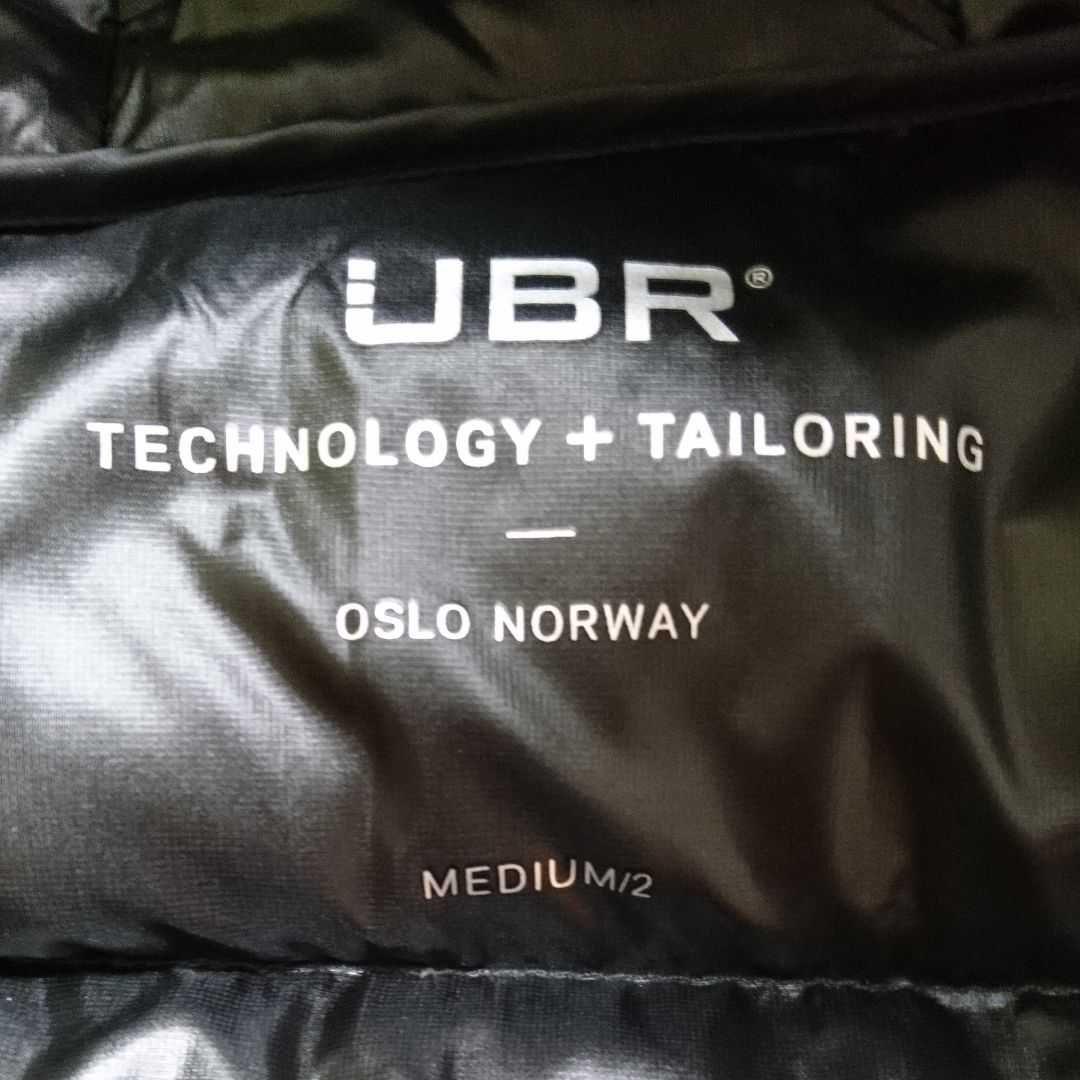 UBR®
TECHNOLOGY + TAILORING
—
OSLO NORWAY
MEDIUM/2